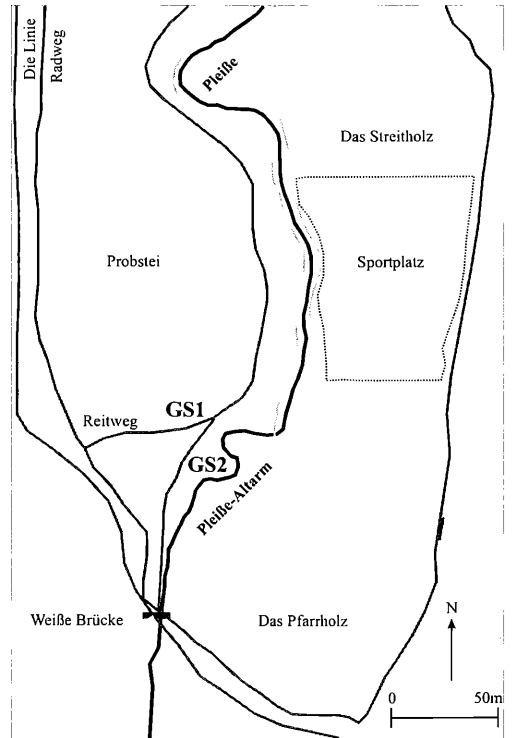 Die Linie
Radweg
Pleiße
Das Streitholz
Probstei
Sportplatz
Reitweg
GS1
GS2
Pleiße-Altarm
Weiße Brücke
Das Pfarrholz
N
0 50m